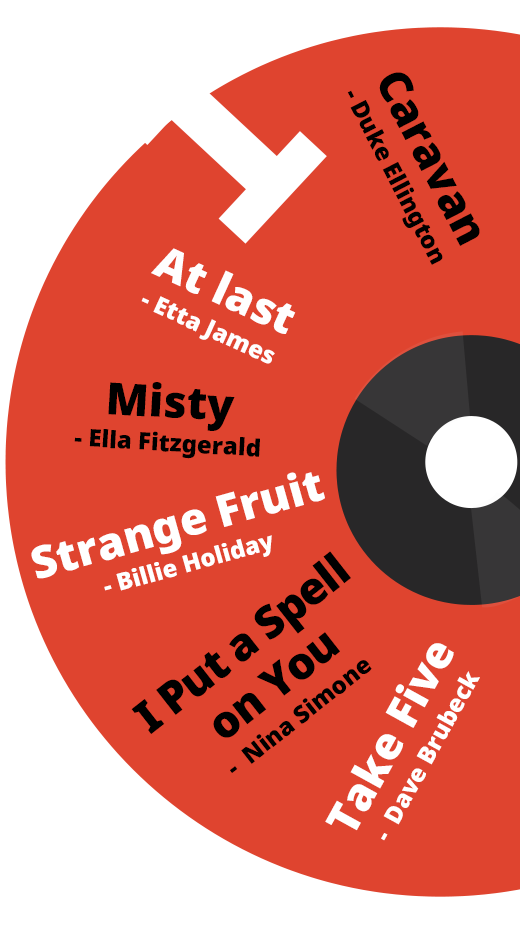 Caravan
- Duke Ellington
At last
- Etta James
Misty
- Ella Fitzgerald
Strange Fruit
- Billie Holiday
I Put a Spell
on You
- Nina Simone
Take Five
- Dave Brubeck